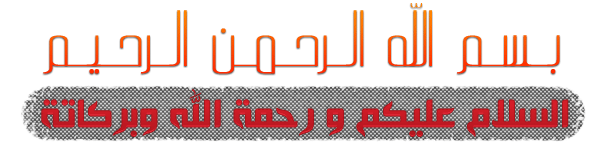 بسم الله الرحمن الرحيم
السلام عليكم و رحمة الله وبركاتة